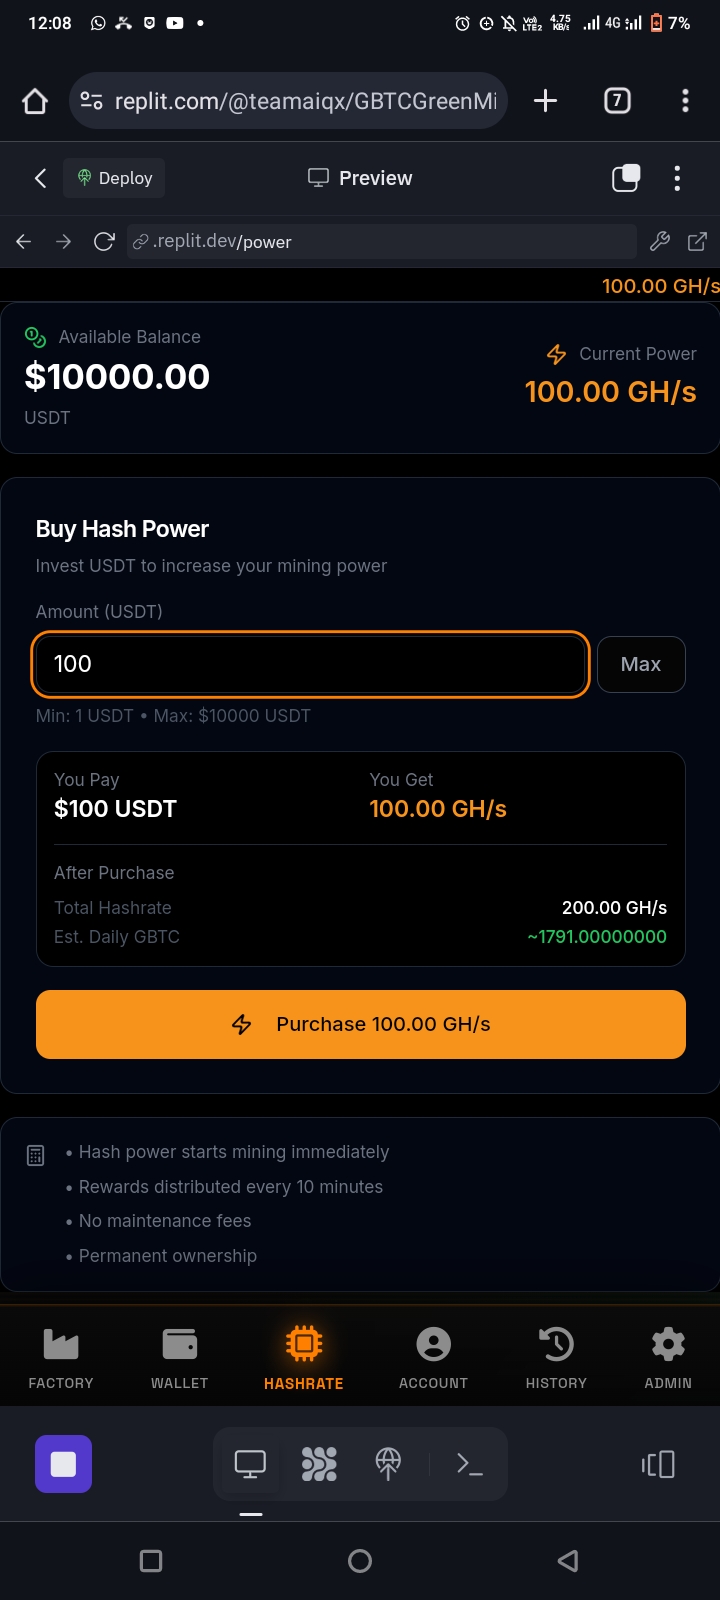 12:08
Vo)) LTE2
4.75 KB/s
4G
7%
replit.com/@teamaiqx/GBTCGreenMi
7
Deploy
Preview
.replit.dev/power
100.00 GH/s
Available Balance
$10000.00
USDT
Current Power
100.00 GH/s
Buy Hash Power
Invest USDT to increase your mining power
Amount (USDT)
100
Max
Min: 1 USDT • Max: $10000 USDT
You Pay
$100 USDT
You Get
100.00 GH/s
After Purchase
Total Hashrate
200.00 GH/s
Est. Daily GBTC
~1791.00000000
Purchase 100.00 GH/s
• Hash power starts mining immediately
• Rewards distributed every 10 minutes
• No maintenance fees
• Permanent ownership
FACTORY
WALLET
HASHRATE
ACCOUNT
HISTORY
ADMIN